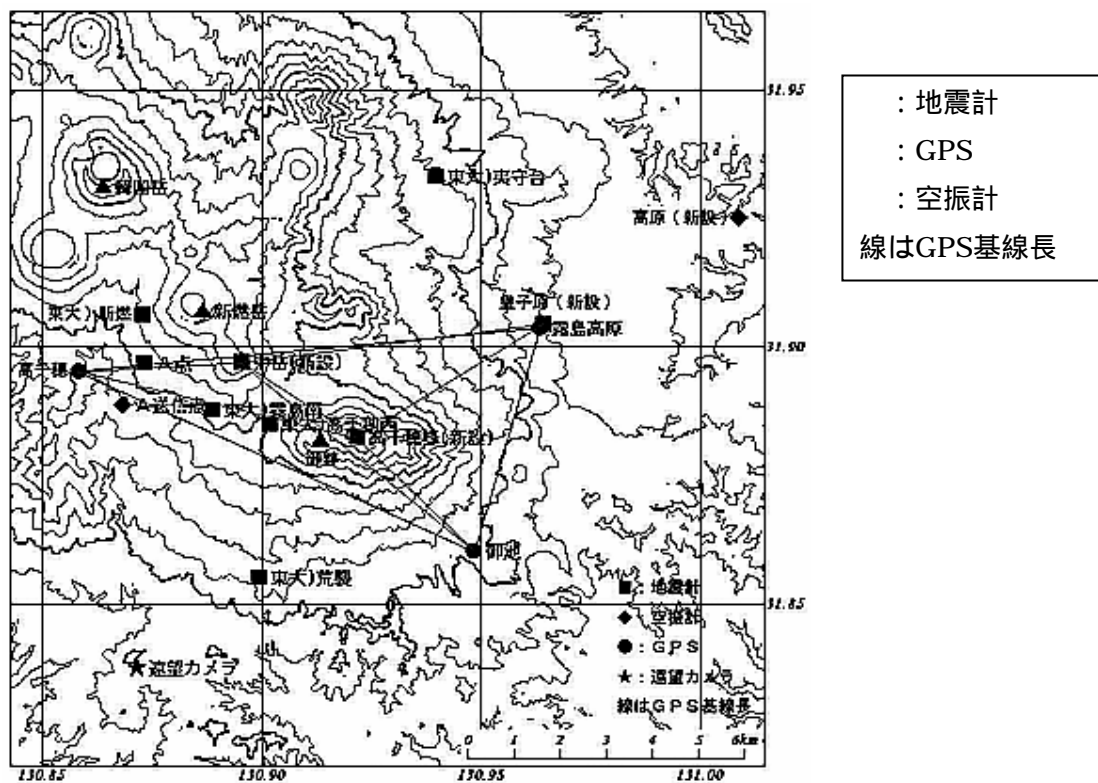 31.95
東大)夷守台
韓国岳
高原（新設）
皇子原（新設）
霧島高原
東大)新燃
新燃岳
31.90
高千穂
八点
中岳(新設)
A送信点
東大)霧島南
東大)高千穂西
高千穂峰(新設)
御鉢
御池
東大)荒襲
31.85
遠望カメラ
■：地震計
◆：空振計
●：ＧＰＳ
★：遠望カメラ
線はＧＰＳ基線長
0 1 2 3 4 5 6km
130.85 130.90 130.95 131.00
：地震計
：GPS
：空振計
線はGPS基線長